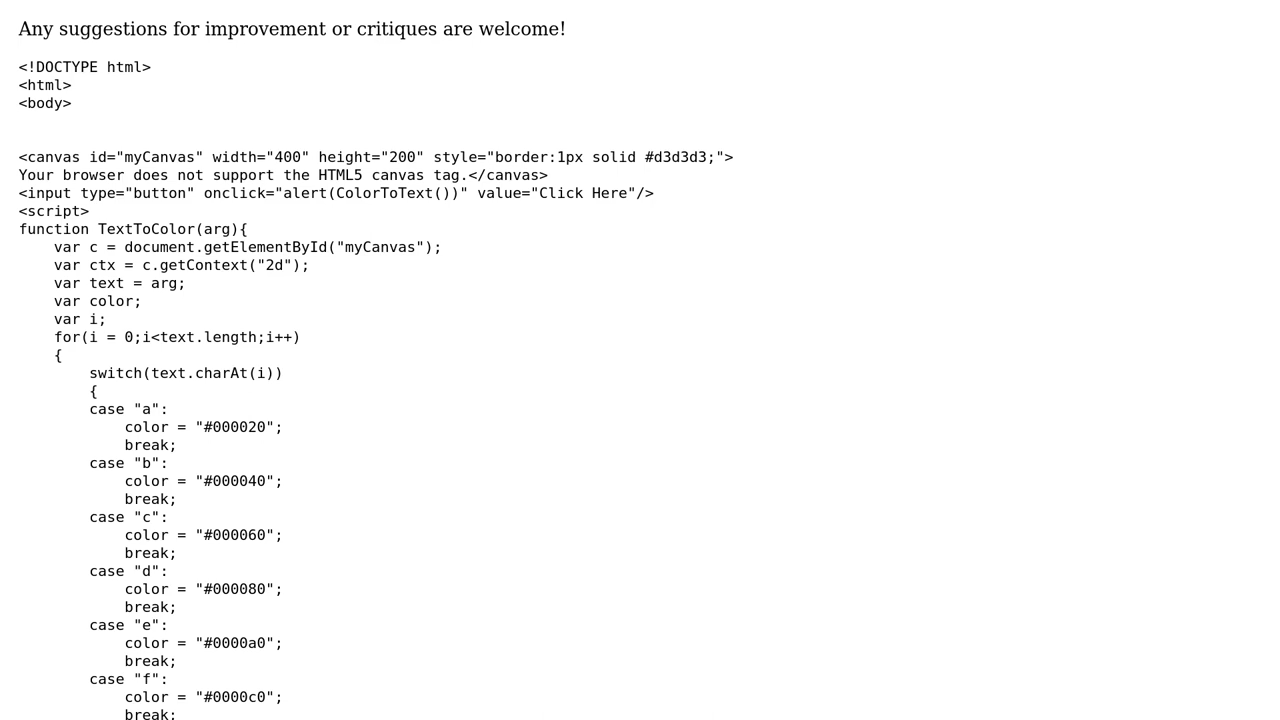 Any suggestions for improvement or critiques are welcome!
<!DOCTYPE html>
<html>
<body>
<canvas id="myCanvas" width="400" height="200" style="border:1px solid #d3d3d3;">
Your browser does not support the HTML5 canvas tag.</canvas>
<input type="button" onclick="alert(ColorToText())" value="Click Here"/>
<script>
function TextToColor(arg){
    var c = document.getElementById("myCanvas");
    var ctx = c.getContext("2d");
    var text = arg;
    var color;
    var i;
    for(i = 0;i<text.length;i++)
    {
        switch(text.charAt(i))
        {
        case "a":
            color = "#000020";
            break;
        case "b":
            color = "#000040";
            break;
        case "c":
            color = "#000060";
            break;
        case "d":
            color = "#000080";
            break;
        case "e":
            color = "#0000a0";
            break;
        case "f":
            color = "#0000c0";
            break;